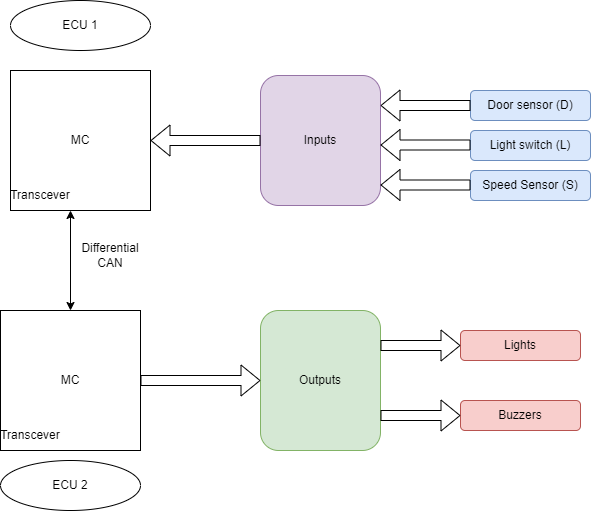 ECU 1
MC
Transcever
Inputs
Door sensor (D)
Light switch (L)
Speed Sensor (S)
Differential
CAN
MC
Transcever
Outputs
Lights
Buzzers
ECU 2